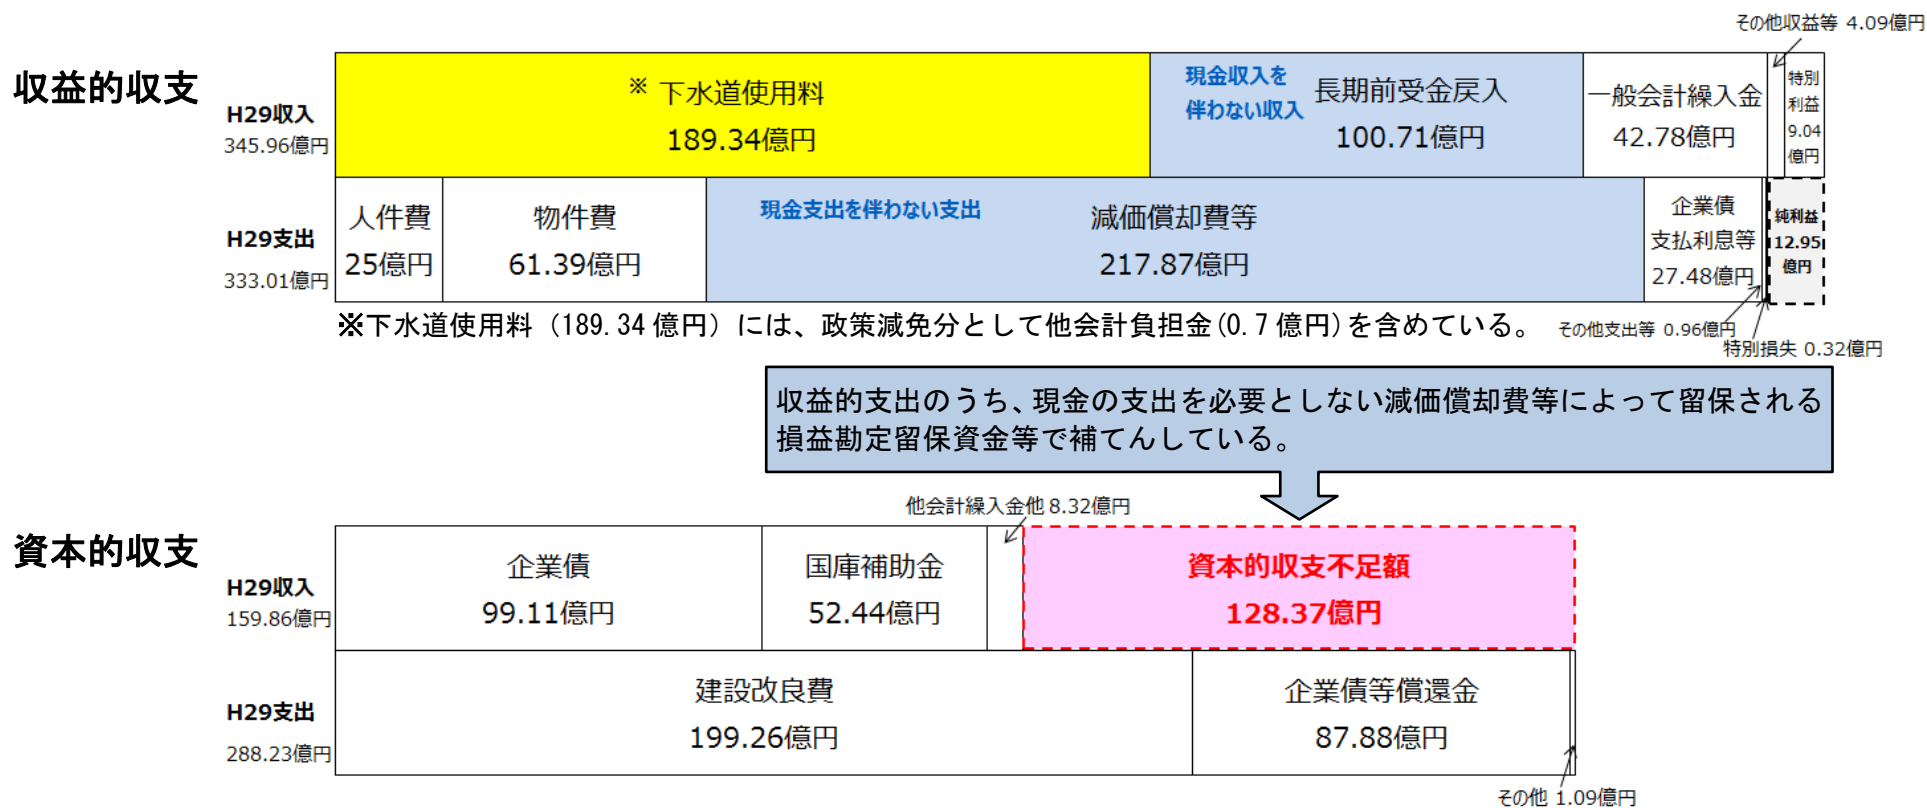 その他収益等 4.09億円
収益的収支
H29収入
345.96億円
※ 下水道使用料
189.34億円
現金収入を
伴わない収入
長期前受金戻入
100.71億円
一般会計繰入金
42.78億円
特別
利益
9.04
億円
H29支出
333.01億円
人件費
25億円
物件費
61.39億円
現金支出を伴わない支出
減価償却費等
217.87億円
企業債
支払利息等
27.48億円
純利益
12.95
億円
※下水道使用料（189.34億円）には、政策減免分として他会計負担金(0.7億円)を含めている。
その他支出等 0.96億円
特別損失 0.32億円
収益的支出のうち、現金の支出を必要としない減価償却費等によって留保される
損益勘定留保資金等で補てんしている。
他会計繰入金他 8.32億円
資本的収支
H29収入
159.86億円
企業債
99.11億円
国庫補助金
52.44億円
資本的収支不足額
128.37億円
H29支出
288.23億円
建設改良費
199.26億円
企業債等償還金
87.88億円
その他 1.09億円